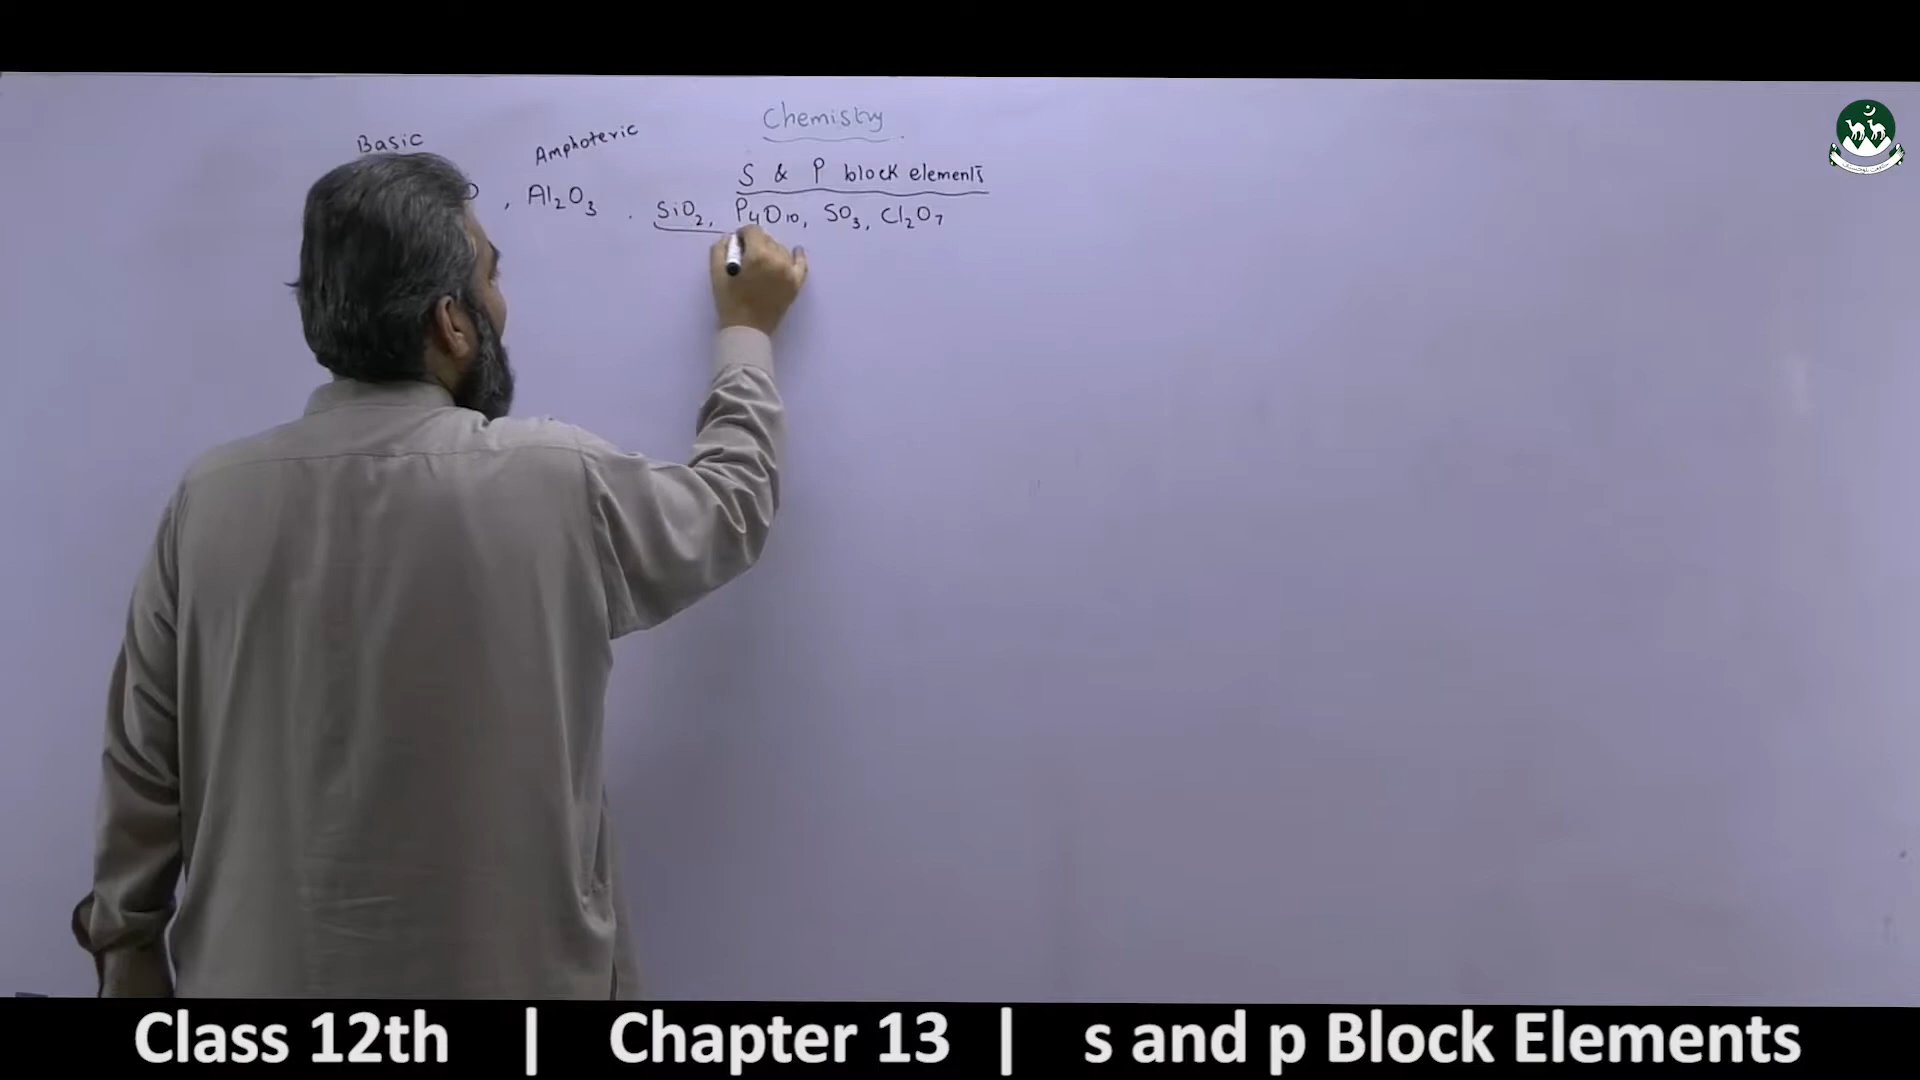 Chemistry
Basic
Amphoteric
S & P block elements
O , Al₂O₃ . SiO₂, P₄O₁₀, SO₃, Cl₂O₇
Class 12th | Chapter 13 | s and p Block Elements